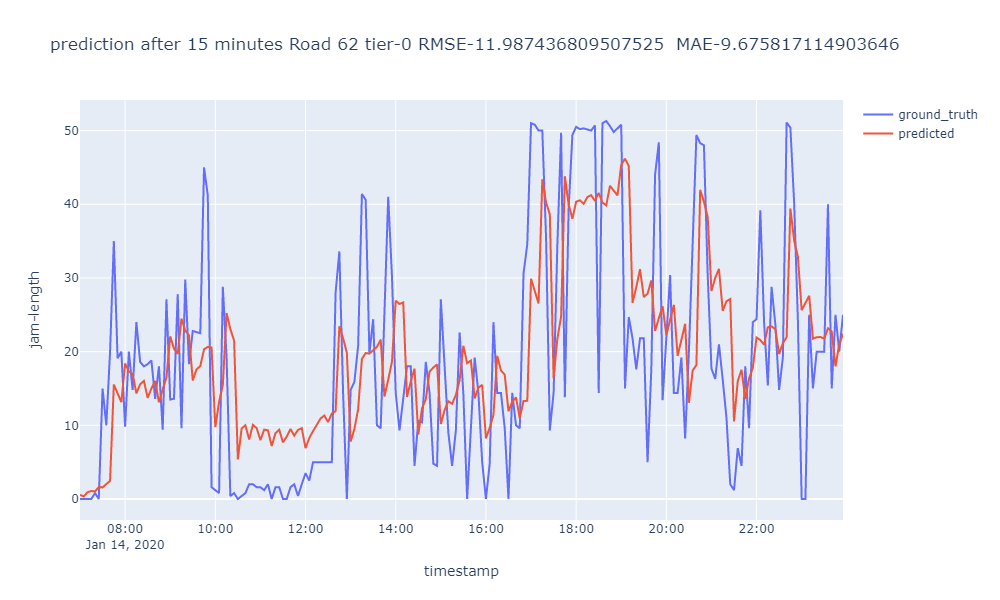 prediction after 15 minutes Road 62 tier-0 RMSE-11.987436809507525  MAE-9.675817114903646
ground_truth
predicted
50
40
30
20
10
0
jam-length
08:00
10:00
12:00
14:00
16:00
18:00
20:00
22:00
Jan 14, 2020
timestamp